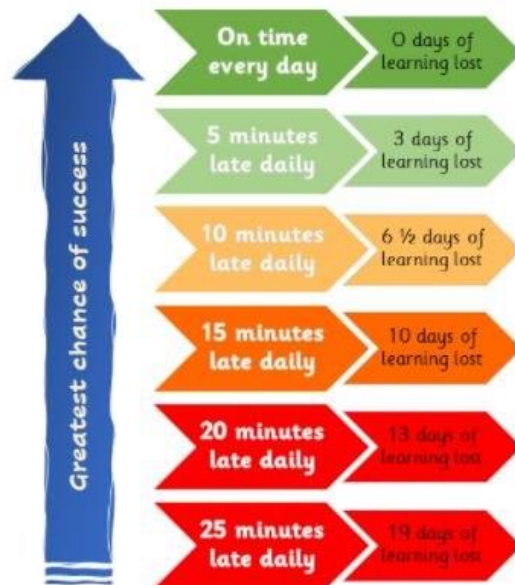 Greatest chance of success
On time
every day
0 days of
learning lost
5 minutes
late daily
3 days of
learning lost
10 minutes
late daily
6 ½ days of
learning lost
15 minutes
late daily
10 days of
learning lost
20 minutes
late daily
13 days of
learning lost
25 minutes
late daily
19 days of
learning lost